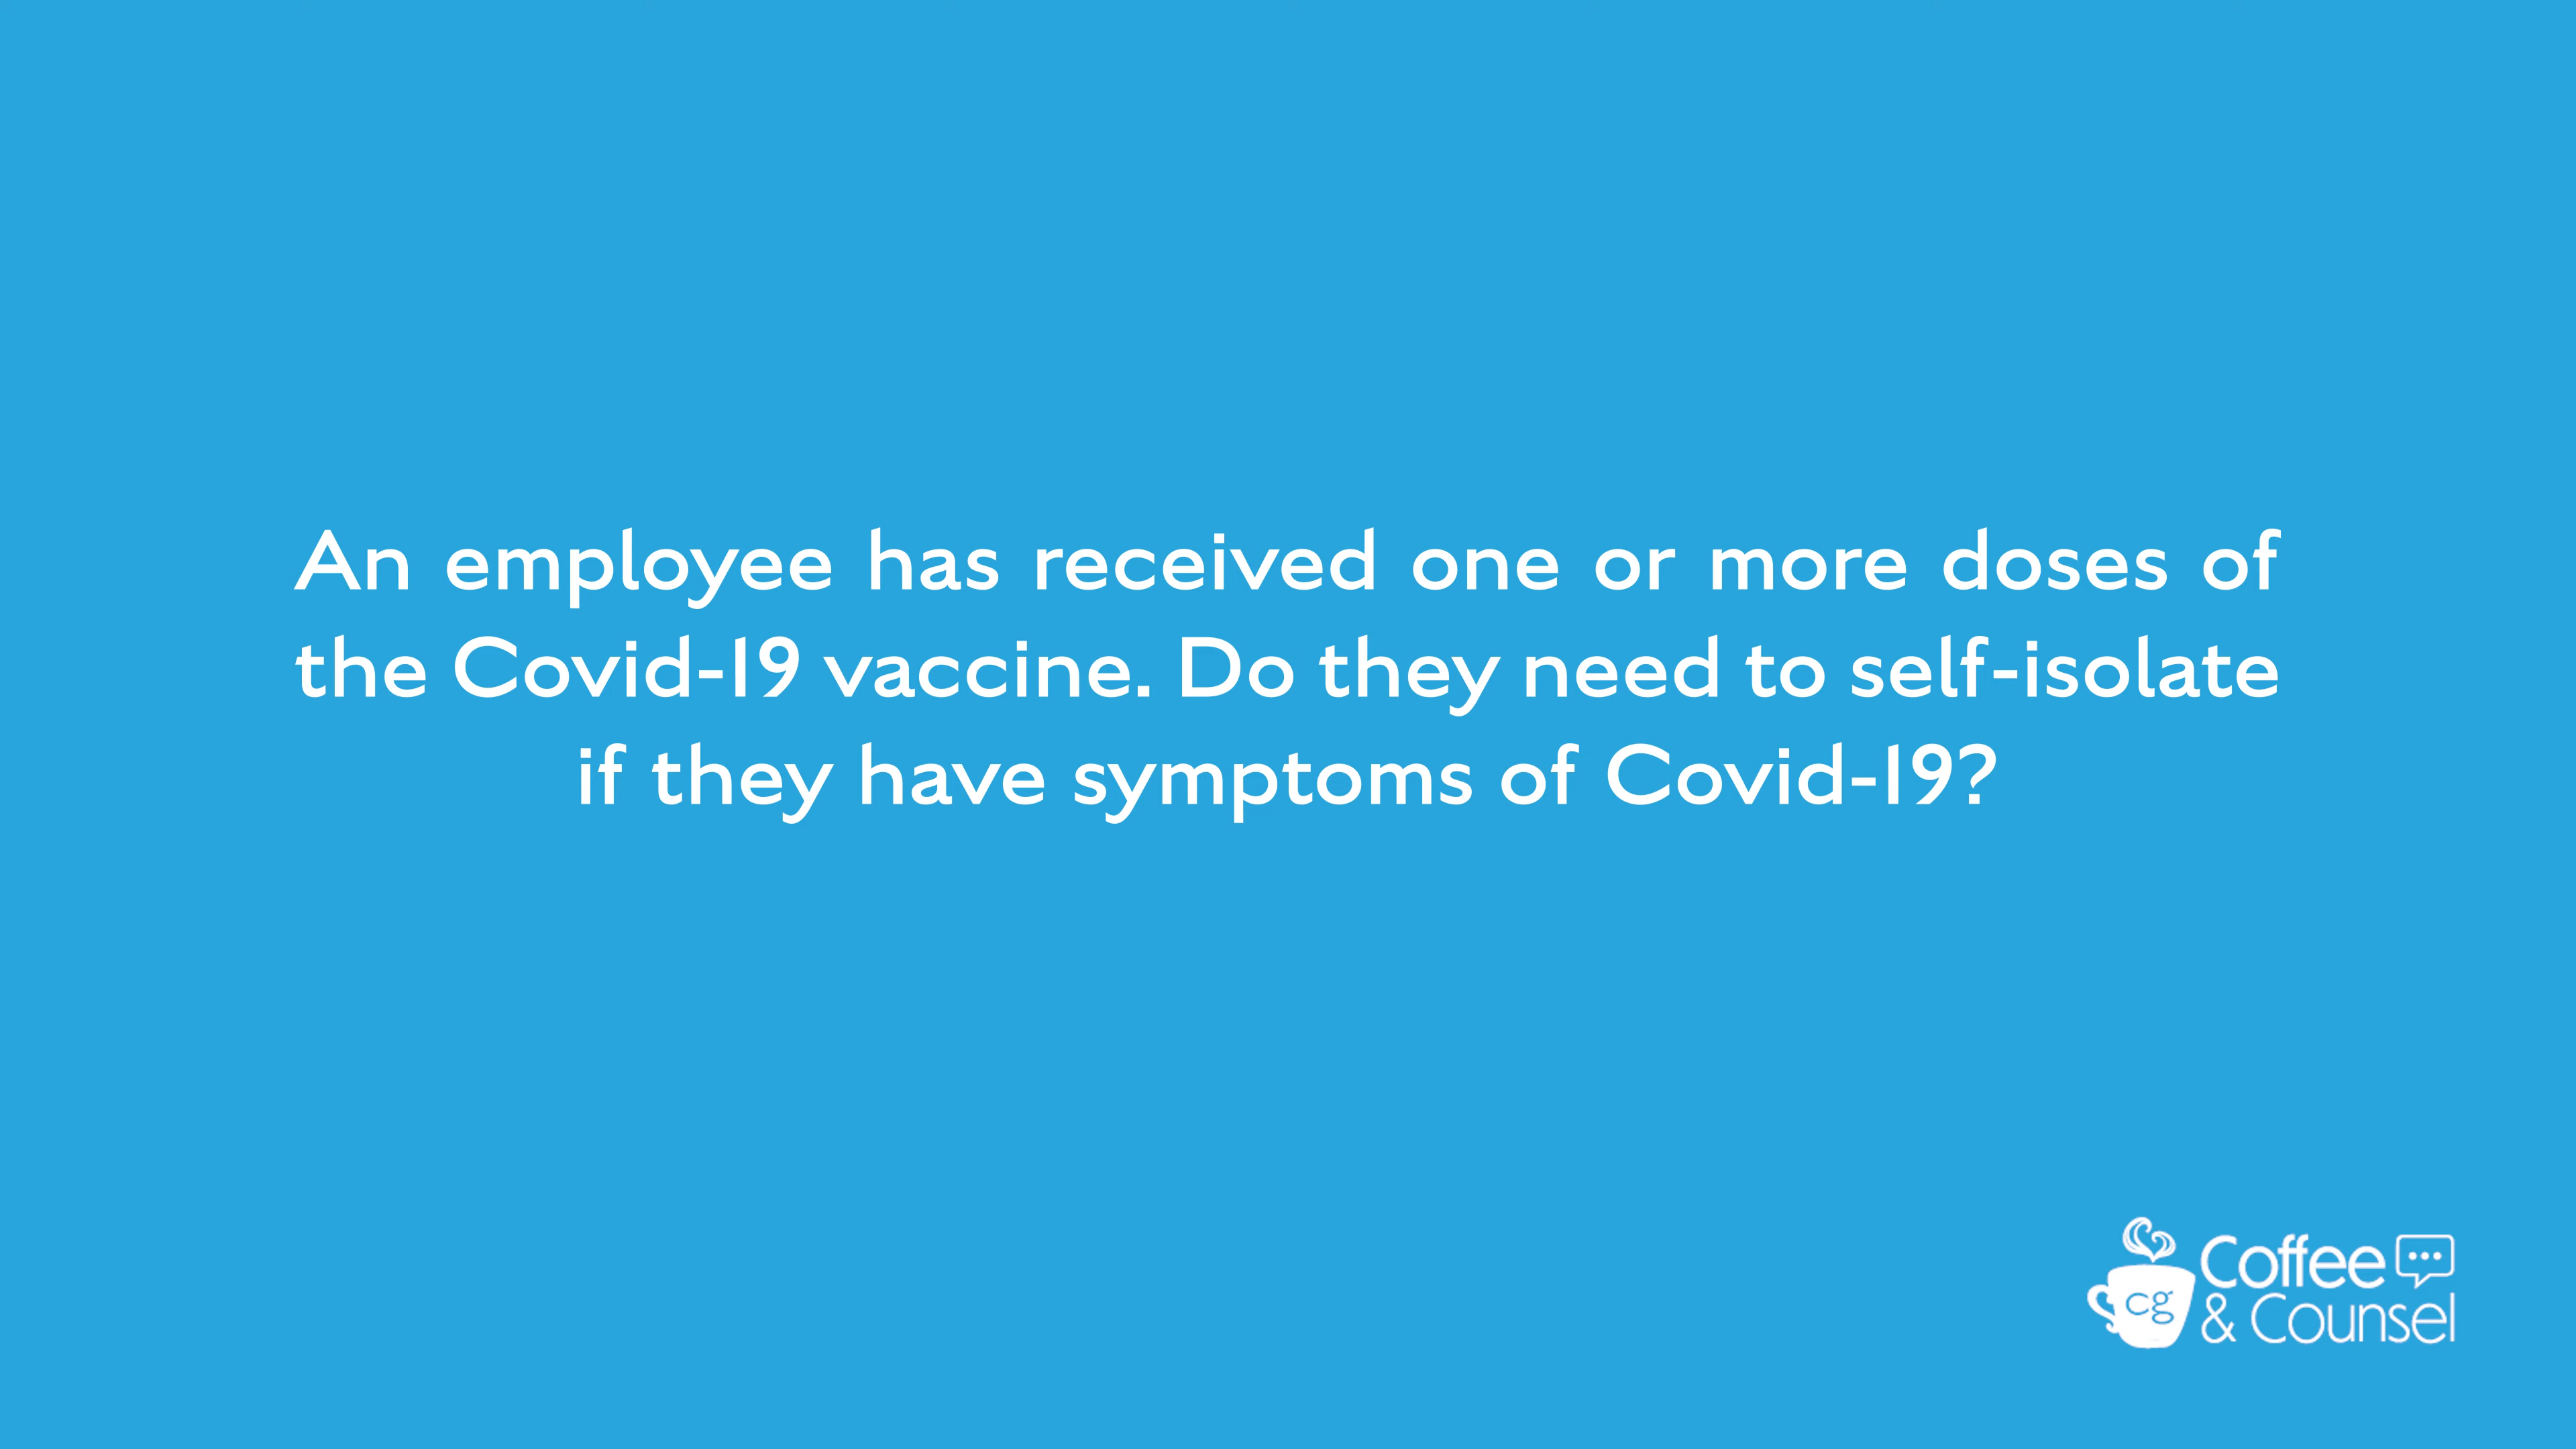 An employee has received one or more doses of
the Covid-19 vaccine. Do they need to self-isolate
if they have symptoms of Covid-19?
Coffee
& Counsel
cg